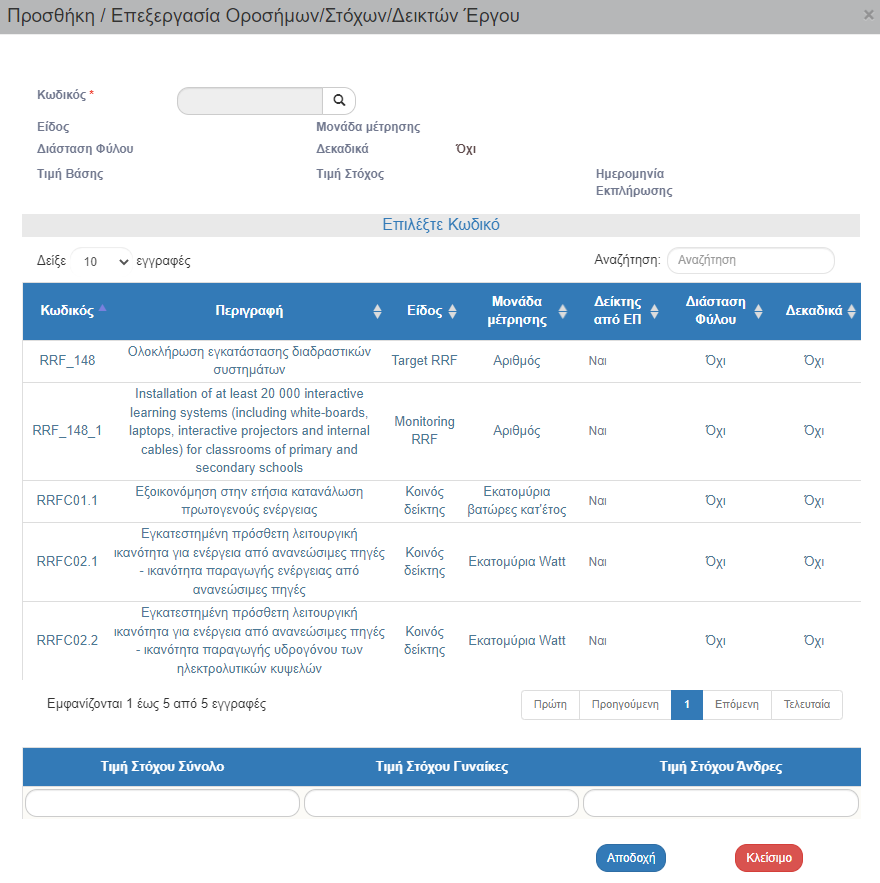 Προσθήκη / Επεξεργασία Οροσήμων/Στόχων/Δεικτών Έργου ×
Κωδικός *
Είδος Μονάδα μέτρησης
Διάσταση Φύλου Δεκαδικά Όχι
Τιμή Βάσης Τιμή Στόχος Ημερομηνία
Εκπλήρωσης
Επιλέξτε Κωδικό
Δείξε 10 εγγραφές Αναζήτηση: Αναζήτηση
Κωδικός Περιγραφή Είδος Μονάδα μέτρησης Δείκτης από ΕΠ Διάσταση Φύλου Δεκαδικά
RRF_148 Ολοκλήρωση εγκατάστασης διαδραστικών Target RRF Αριθμός Ναι Όχι Όχι
συστημάτων
Installation of at least 20 000 interactive
learning systems (including white-boards,
RRF_148_1 laptops, interactive projectors and internal Monitoring RRF Αριθμός Ναι Όχι Όχι
cables) for classrooms of primary and
secondary schools
RRFC01.1 Εξοικονόμηση στην ετήσια κατανάλωση Κοινός δείκτης Εκατομύρια βατώρες κατ'έτος Ναι Όχι Όχι
πρωτογενούς ενέργειας
Εγκατεστημένη πρόσθετη λειτουργική
RRFC02.1 ικανότητα για ενέργεια από ανανεώσιμες πηγές Κοινός δείκτης Εκατομύρια Watt Ναι Όχι Όχι
- ικανότητα παραγωγής ενέργειας από
ανανεώσιμες πηγές
Εγκατεστημένη πρόσθετη λειτουργική
RRFC02.2 ικανότητα για ενέργεια από ανανεώσιμες πηγές Κοινός δείκτης Εκατομύρια Watt Ναι Όχι Όχι
- ικανότητα παραγωγής υδρογόνου των
ηλεκτρολυτικών κυψελών
Εμφανίζονται 1 έως 5 από 5 εγγραφές Πρώτη Προηγούμενη 1 Επόμενη Τελευταία
Τιμή Στόχου Σύνολο Τιμή Στόχου Γυναίκες Τιμή Στόχου Άνδρες
Αποδοχή Κλείσιμο